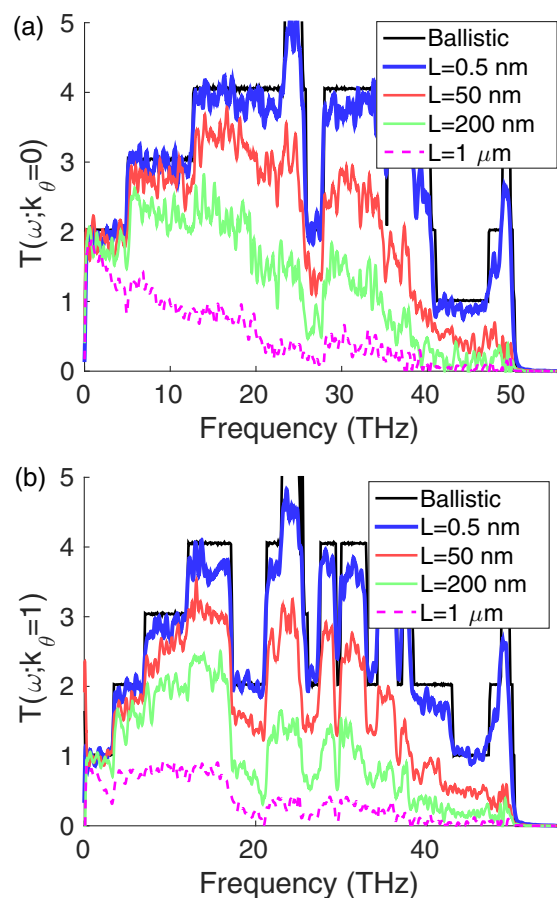 (a)
T(ω;k_θ=0)
5
4
3
2
1
0
0 10 20 30 40 50
Frequency (THz)
Ballistic
L=0.5 nm
L=50 nm
L=200 nm
L=1 μm
(b)
T(ω;k_θ=1)
5
4
3
2
1
0
0 20 40
Frequency (THz)
Ballistic
L=0.5 nm
L=50 nm
L=200 nm
L=1 μm